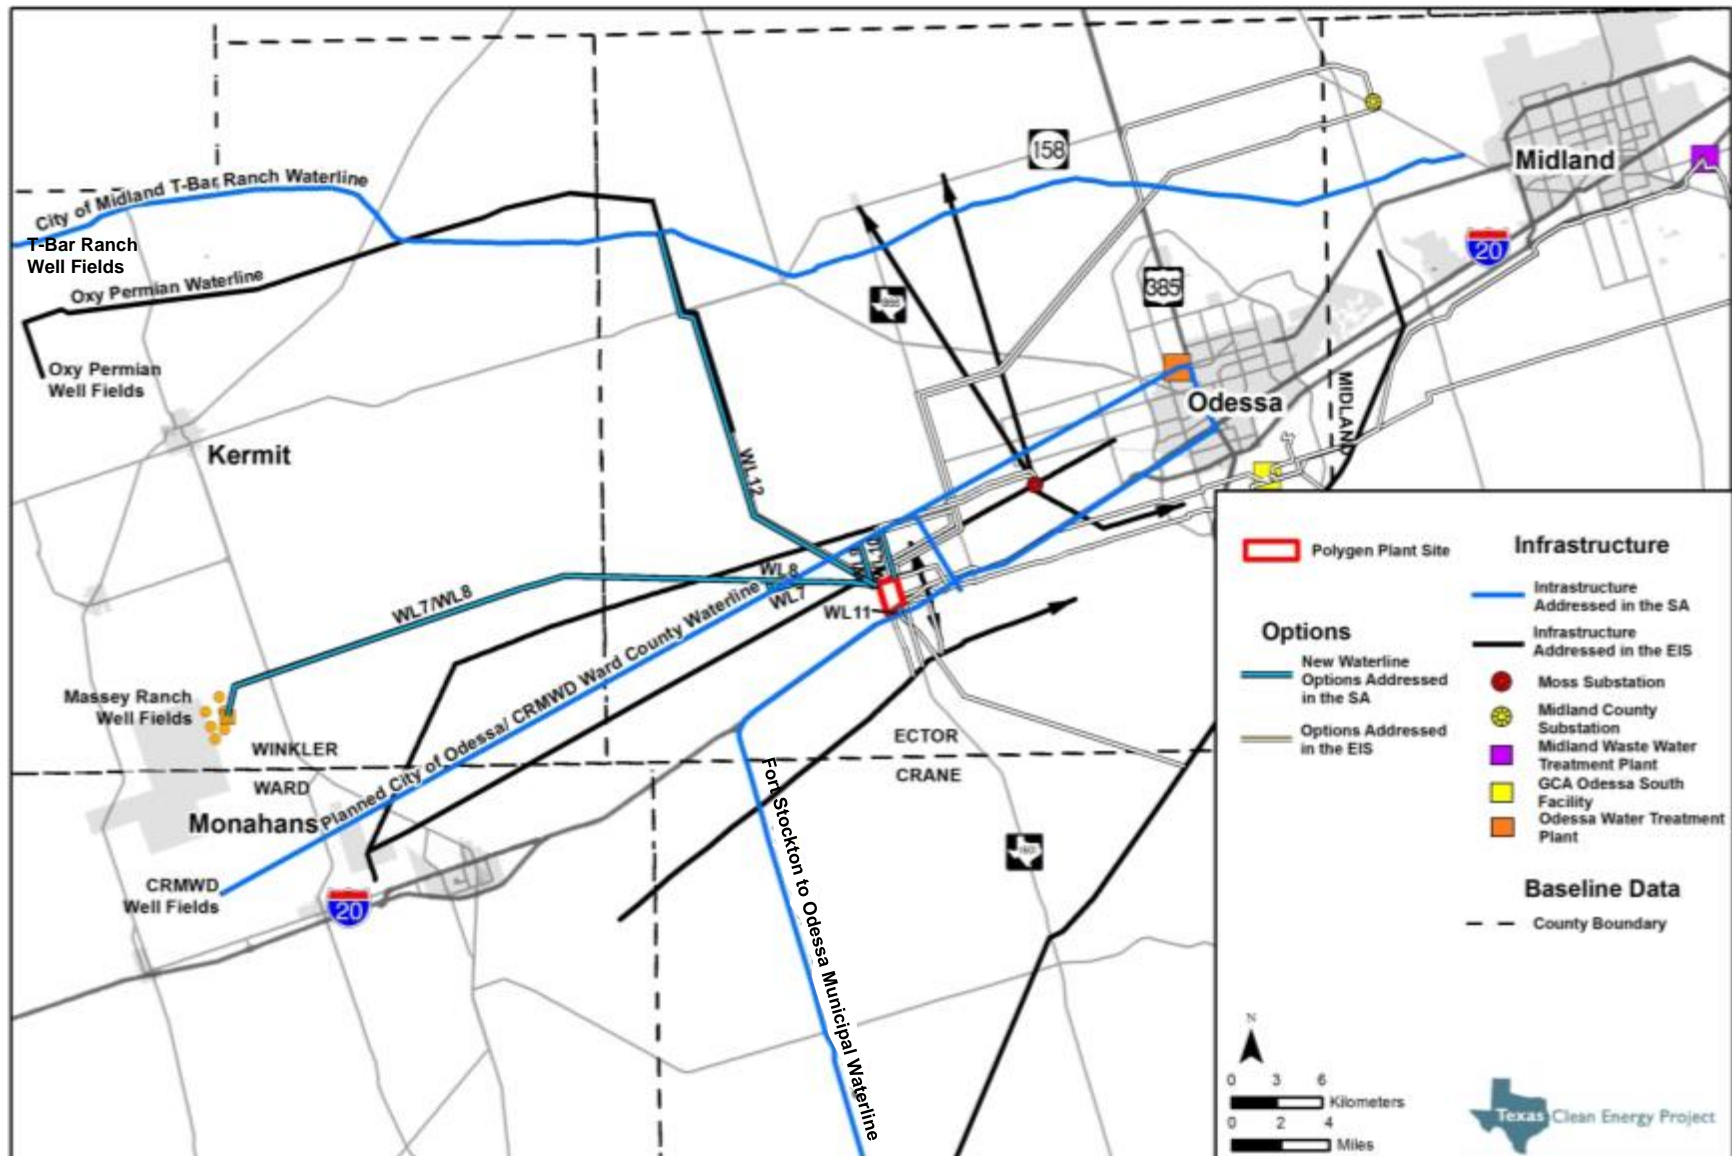 158
Midland
City of Midland T-Bar Ranch Waterline
T-Bar Ranch
Well Fields
20
Oxy Permian Waterline
385
Oxy Permian
Well Fields
Odessa
MIDLAND
Kermit
WL12
WL8
WL7
WL7/WL8
WL11
Massey Ranch
Well Fields
WINKLER
WARD
ECTOR
CRANE
Planned City of Odessa/ CRMWD Ward County Waterline
Monahans
CRMWD
Well Fields
20
Fort Stockton to Odessa Municipal Waterline
Polygen Plant Site
Options
New Waterline
Options Addressed
in the SA
Options Addressed
in the EIS
Infrastructure
Intrastructure
Addressed in the SA
Infrastructure
Addressed in the EIS
Moss Substation
Midland County
Substation
Midland Waste Water
Treatment Plant
GCA Odessa South
Facility
Odessa Water Treatment
Plant
Baseline Data
County Boundary
N
0 3 6
Kilometers
0 2 4
Miles
Texas Clean Energy Project